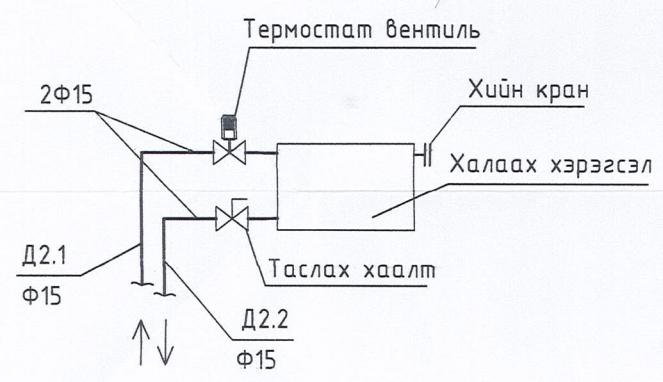 Термостат вентиль
2Ф15
Хийн кран
Халаах хэрэгсэл
Таслах хаалт
Д2.1
Ф15
Д2.2
Ф15